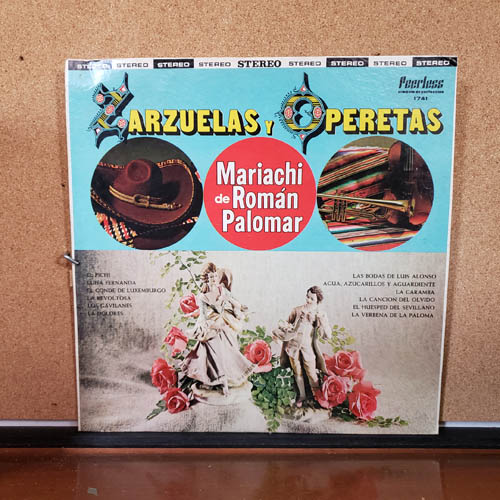 STEREO STEREO STEREO STEREO STEREO STEREO STEREO STEREO STEREO
Peerless
1741
ZARZUELAS Y OPERETAS
Mariachi
de Román
Palomar
EL PICHI
LUISA FERNANDA
EL CONDE DE LUXEMBURGO
LA REVOLTOSA
LOS GAVILANES
LA DOLORES
LAS BODAS DE LUIS ALONSO
AGUA, AZUCARILLOS Y AGUARDIENTE
LA CARAMBA
LA CANCION DEL OLVIDO
EL HUESPED DEL SEVILLANO
LA VERBENA DE LA PALOMA